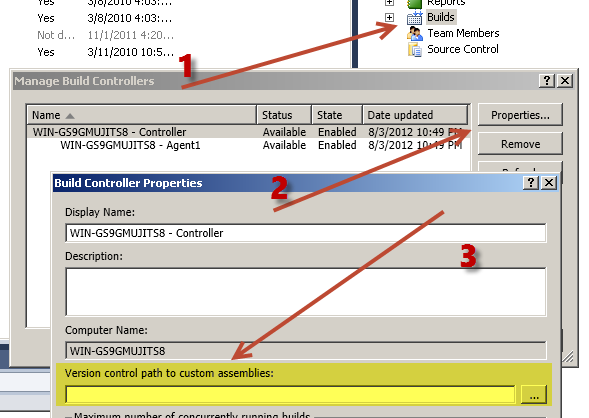 Yes 3/8/2010 4:03:...
Yes 3/8/2010 4:03:...
Not d... 11/1/2011 4:20...
Yes 3/11/2010 10:5...
Reports
Builds
Team Members
Source Control
1
Manage Build Controllers
Name Status State Date updated
WIN-GS9GMUJITS8 - Controller Available Enabled 8/3/2012 10:49 PM
WIN-GS9GMUJITS8 - Agent1 Available Enabled 8/3/2012 10:49 PM
Properties...
Remove
Build Controller Properties
2
Display Name:
WIN-GS9GMUJITS8 - Controller
Description:
3
Computer Name:
WIN-GS9GMUJITS8
Version control path to custom assemblies:
...
Maximum number of concurrently running builds